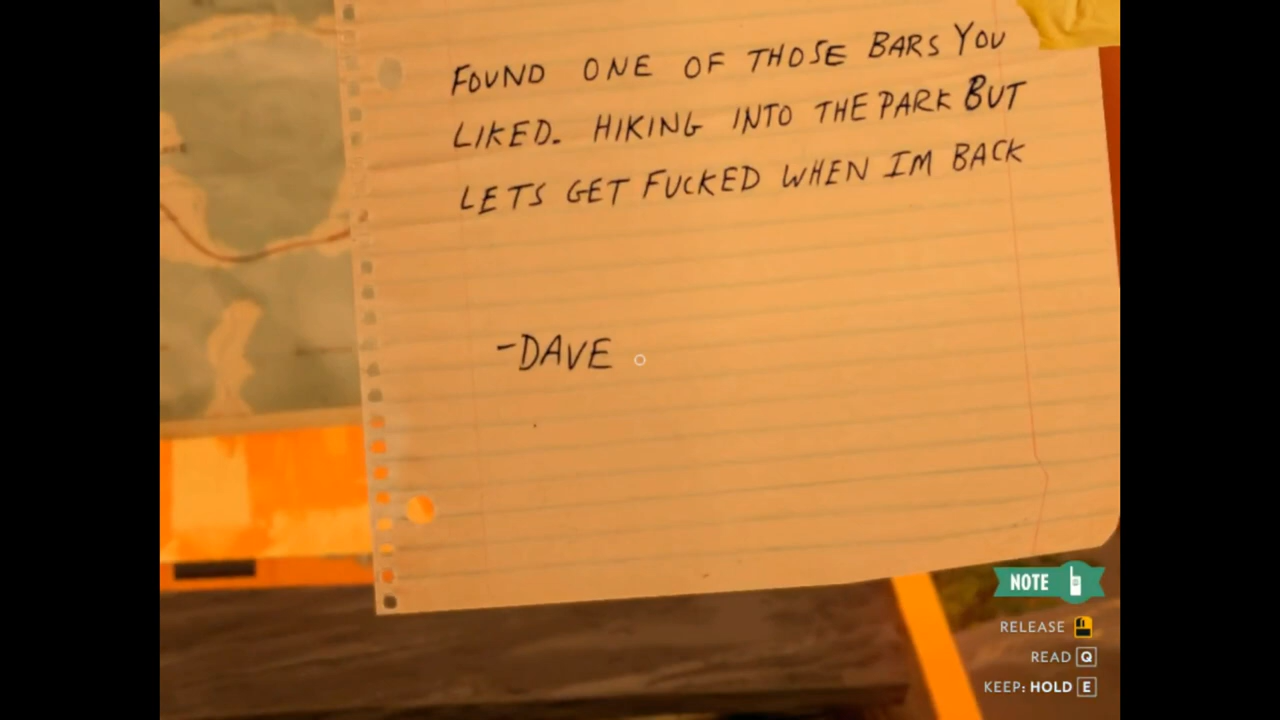 FOUND ONE OF THOSE BARS YOU
LIKED. HIKING INTO THE PARK BUT
LETS GET FUCKED WHEN IM BACK
-DAVE
NOTE
RELEASE
READ Q
KEEP: HOLD E